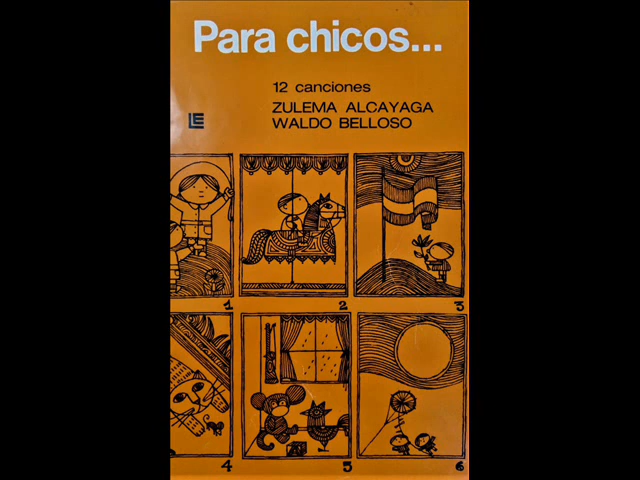 Para chicos...
12 canciones
ZULEMA ALCAYAGA
LE
WALDO BELLOSO
1
2
3
4
5
6